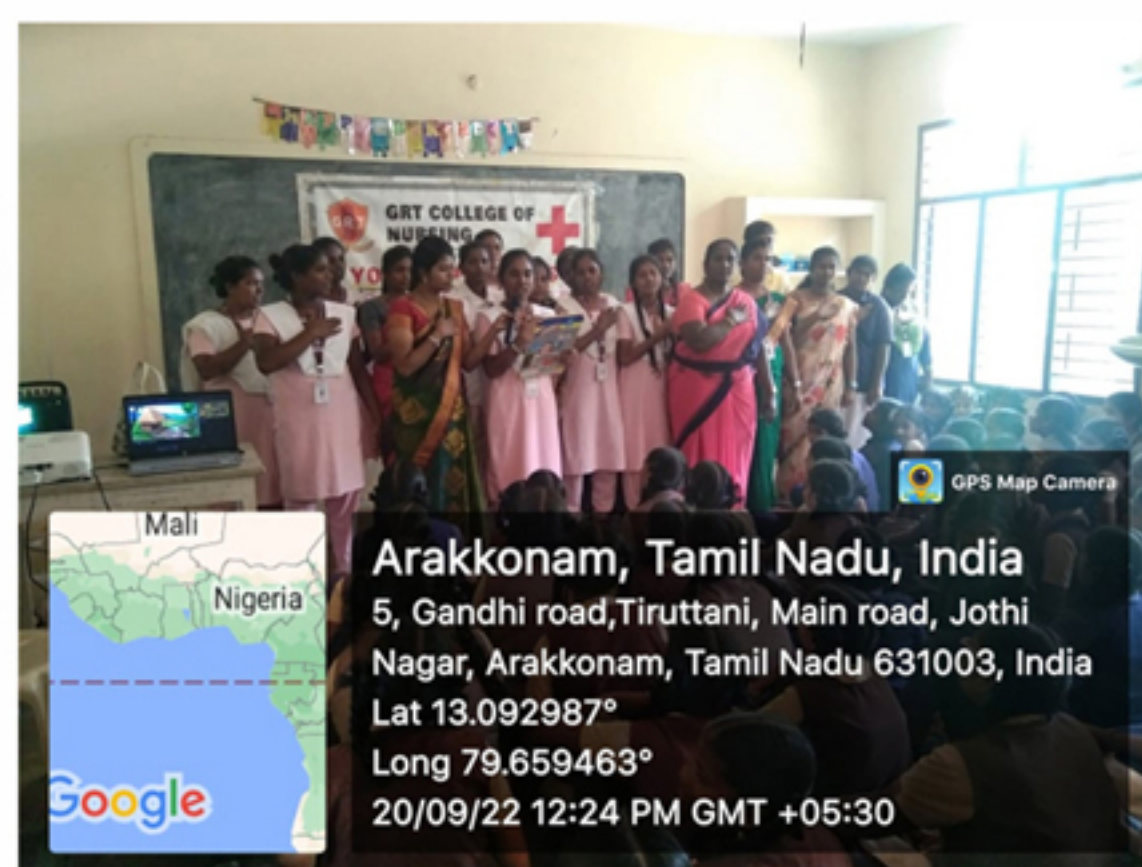 GRT
GRT COLLEGE OF
NURSING
GPS Map Camera
Mali
Nigeria
Google
Arakkonam, Tamil Nadu, India
5, Gandhi road,Tiruttani, Main road, Jothi
Nagar, Arakkonam, Tamil Nadu 631003, India
Lat 13.092987°
Long 79.659463°
20/09/22 12:24 PM GMT +05:30